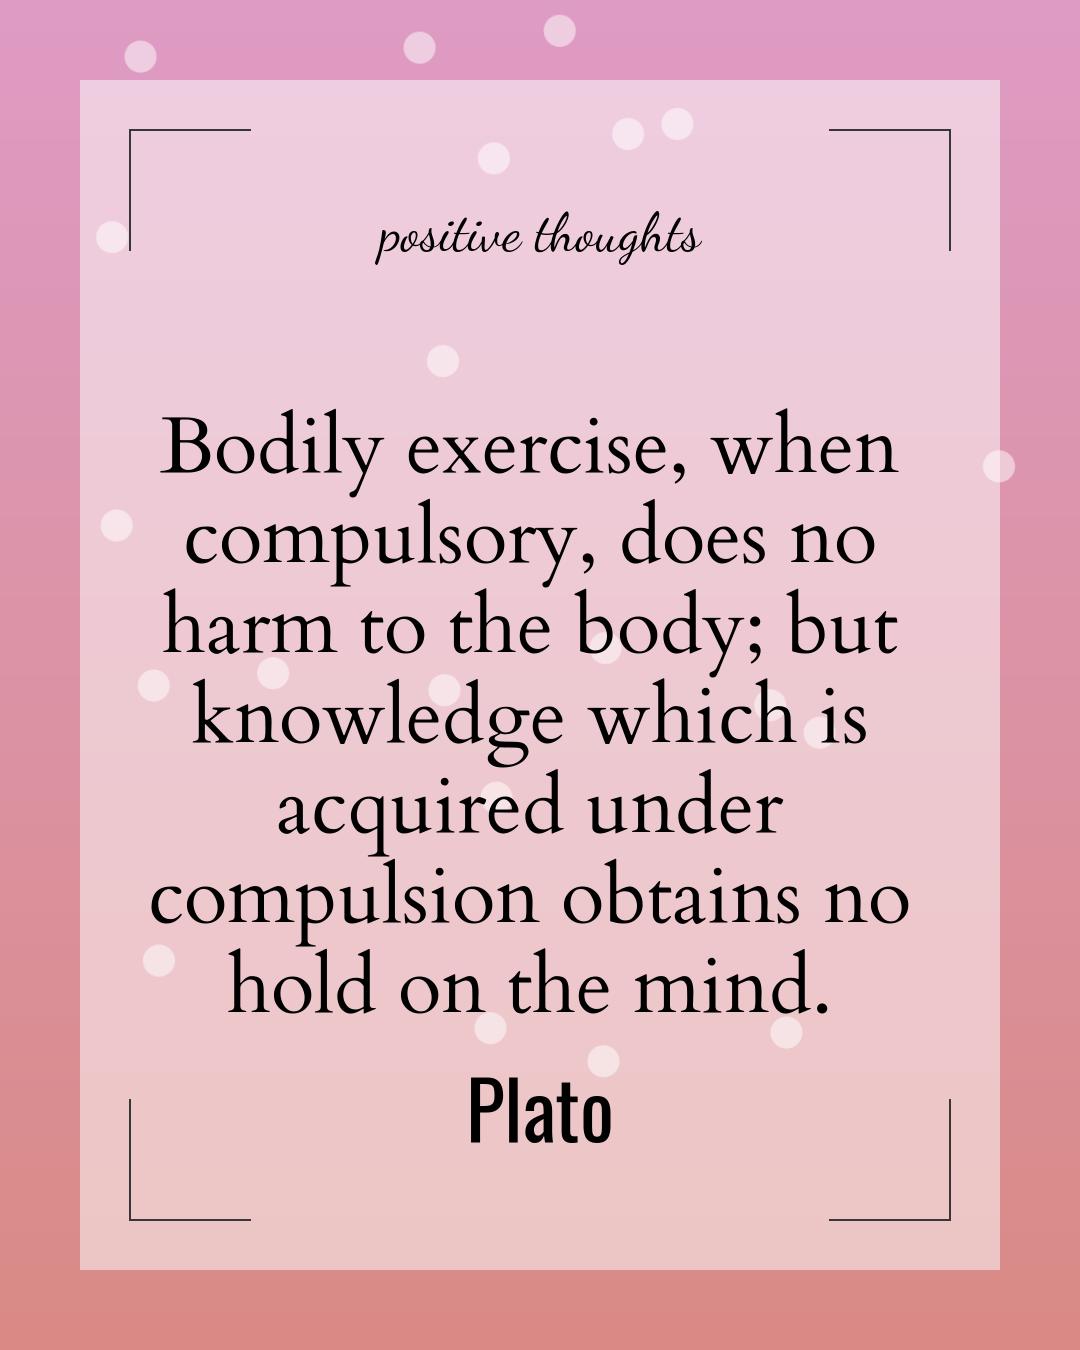 positive thoughts
Bodily exercise, when
compulsory, does no
harm to the body; but
knowledge which is
acquired under
compulsion obtains no
hold on the mind.
Plato